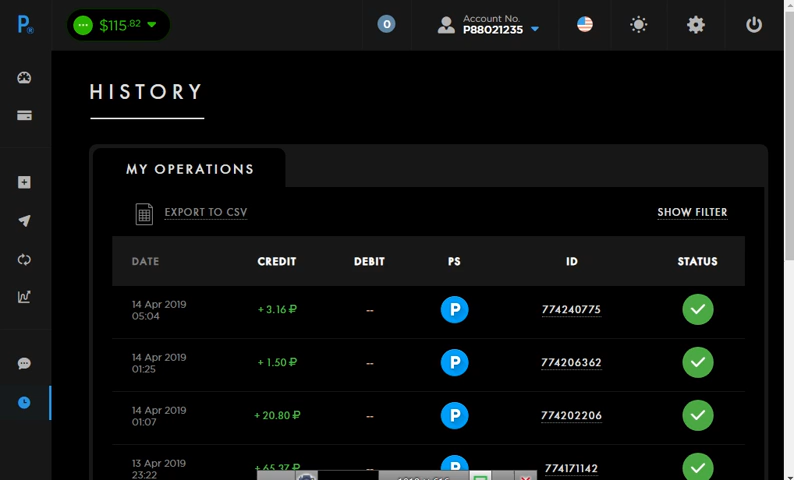 P
$115.82
0
Account No.
P88021235
HISTORY
MY OPERATIONS
EXPORT TO CSV
SHOW FILTER
DATE CREDIT DEBIT PS ID STATUS
14 Apr 2019
05:04
+ 3.16 ₽ -- P 774240775
14 Apr 2019
01:25
+ 1.50 ₽ -- P 774206362
14 Apr 2019
01:07
+ 20.80 ₽ -- P 774202206
13 Apr 2019
23:22
+ 65.37 ₽ -- P 774171142